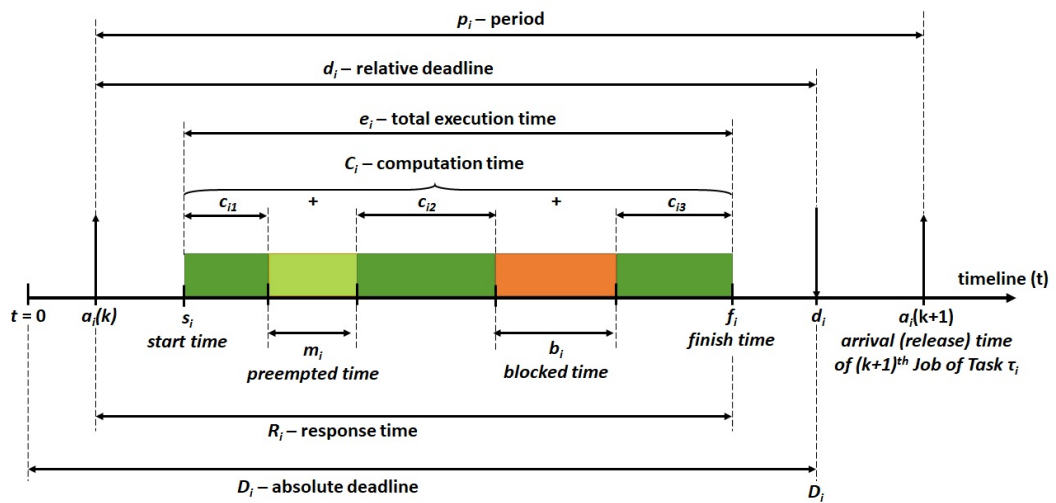 pᵢ – period
dᵢ – relative deadline
eᵢ – total execution time
Cᵢ – computation time
cᵢ₁ + cᵢ₂ + cᵢ₃
timeline (t)
t = 0 aᵢ(k) sᵢ fᵢ dᵢ aᵢ(k+1)
start time finish time arrival (release) time
mᵢ bᵢ of (k+1)ᵗʰ Job of Task τᵢ
preempted time blocked time
Rᵢ – response time
Dᵢ – absolute deadline Dᵢ